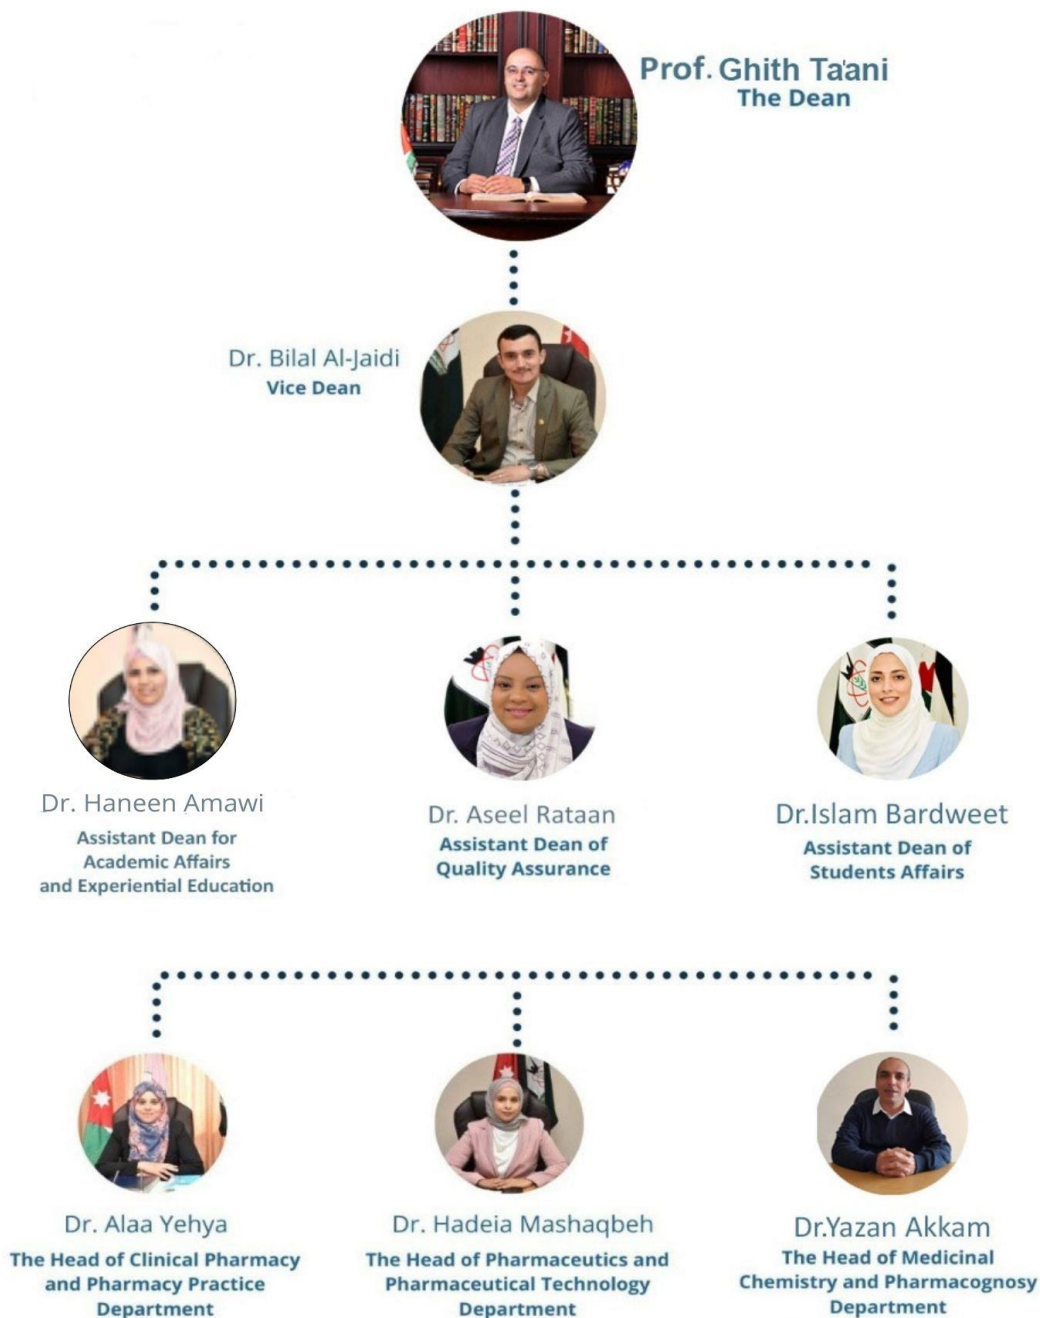 Prof. Ghith Ta'ani
The Dean
Dr. Bilal Al-Jaidi
Vice Dean
Dr. Haneen Amawi
Assistant Dean for
Academic Affairs
and Experiential Education
Dr. Aseel Rataan
Assistant Dean of
Quality Assurance
Dr.Islam Bardweet
Assistant Dean of
Students Affairs
Dr. Alaa Yehya
The Head of Clinical Pharmacy
and Pharmacy Practice
Department
Dr. Hadeia Mashaqbeh
The Head of Pharmaceutics and
Pharmaceutical Technology
Department
Dr.Yazan Akkam
The Head of Medicinal
Chemistry and Pharmacognosy
Department